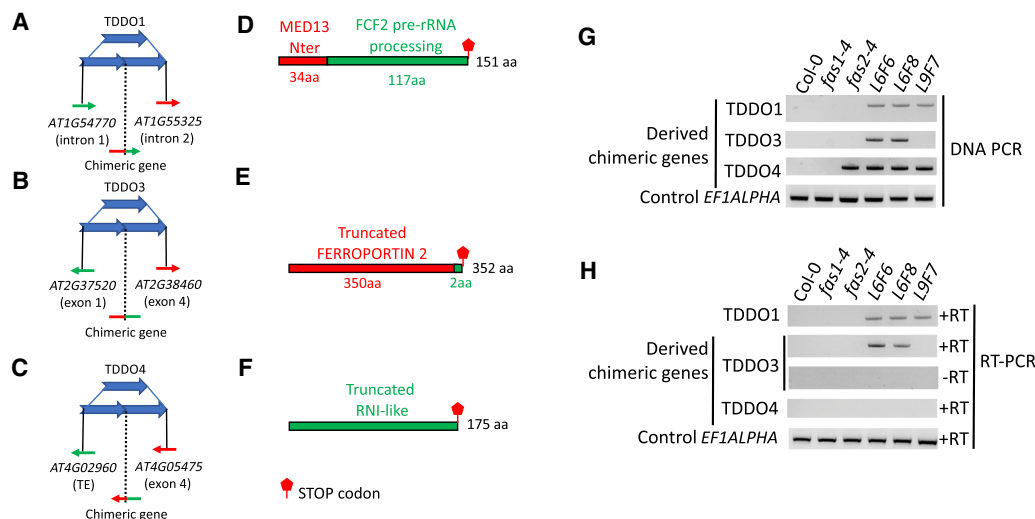 A
TDDO1
AT1G54770
(intron 1)
AT1G55325
(intron 2)
Chimeric gene
B
TDDO3
AT2G37520
(exon 1)
AT2G38460
(exon 4)
Chimeric gene
C
TDDO4
AT4G02960
(TE)
AT4G05475
(exon 4)
Chimeric gene
D
MED13
Nter
FCF2 pre-rRNA
processing
34aa
117aa
151 aa
E
Truncated
FERROPORTIN 2
350aa
2aa
352 aa
F
Truncated
RNI-like
175 aa
STOP codon
G
Col-0
fas1-4
fas2-4
L6F6
L6F8
L9F7
Derived
chimeric genes
TDDO1
TDDO3
TDDO4
Control EF1ALPHA
DNA PCR
H
Col-0
fas1-4
fas2-4
L6F6
L6F8
L9F7
TDDO1
+RT
Derived
chimeric genes
TDDO3
+RT
-RT
TDDO4
+RT
Control EF1ALPHA
+RT
RT-PCR